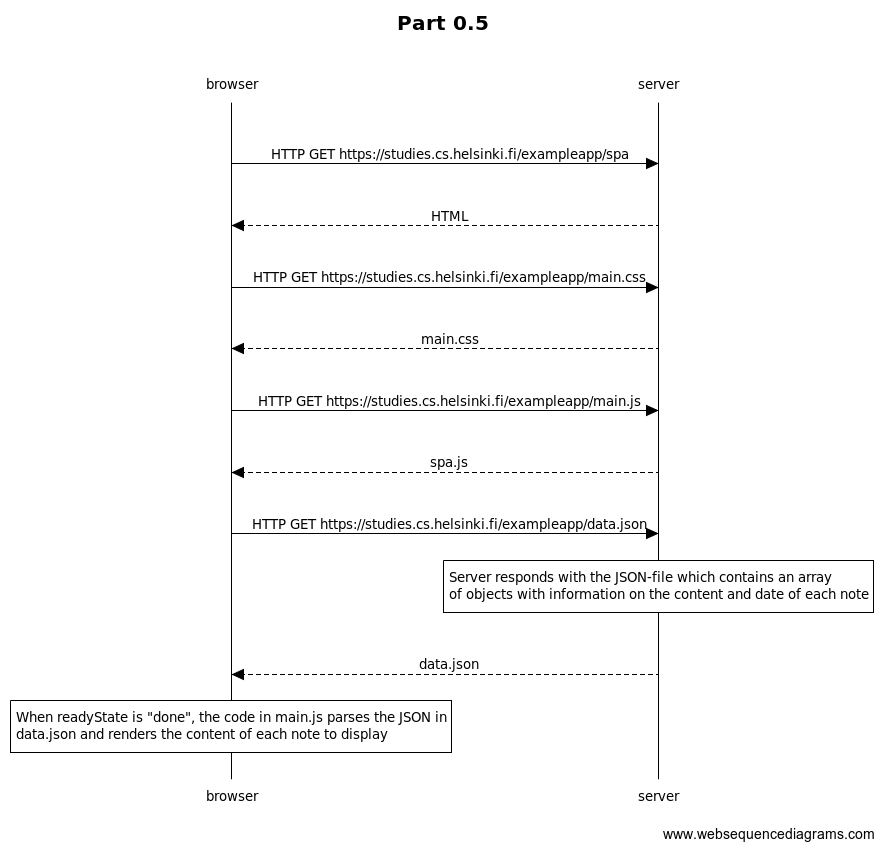 Part 0.5
browser
server
HTTP GET https://studies.cs.helsinki.fi/exampleapp/spa
HTML
HTTP GET https://studies.cs.helsinki.fi/exampleapp/main.css
main.css
HTTP GET https://studies.cs.helsinki.fi/exampleapp/main.js
spa.js
HTTP GET https://studies.cs.helsinki.fi/exampleapp/data.json
Server responds with the JSON-file which contains an array
of objects with information on the content and date of each note
data.json
When readyState is "done", the code in main.js parses the JSON in
data.json and renders the content of each note to display
browser
server
www.websequencediagrams.com